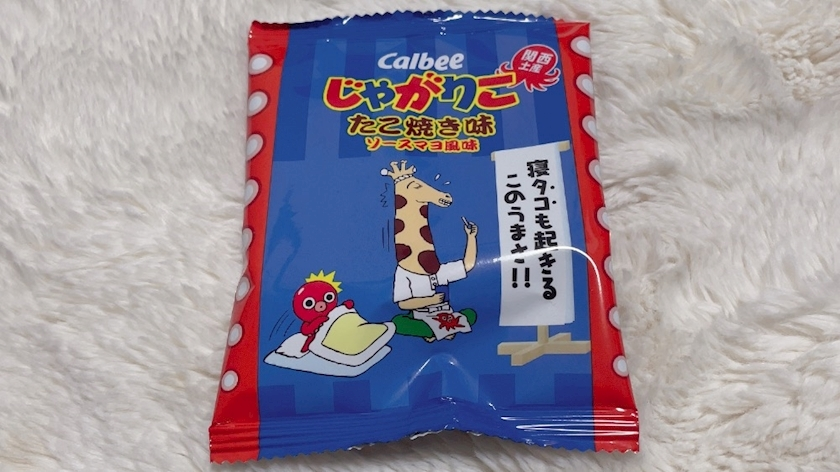 Calbee
関西
土産
じゃがりこ
たこ焼き味
ソースマヨ風味
寝タコも起きる
このうまさ!!